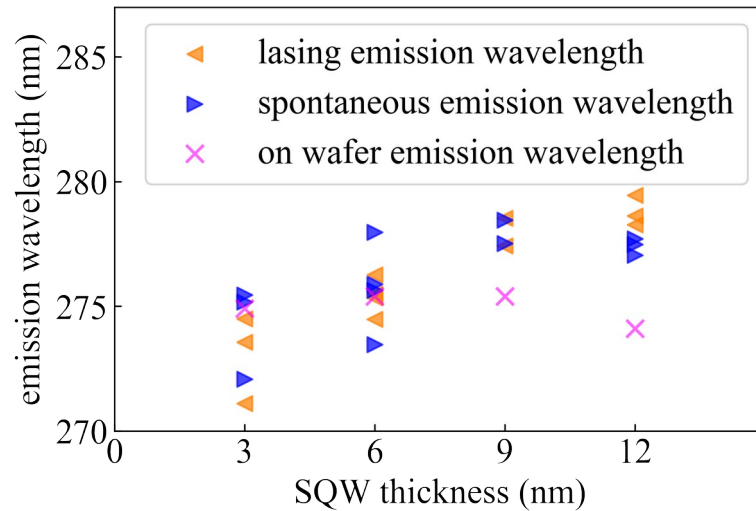 285
280
275
270
0
3
6
9
12
emission wavelength (nm)
SQW thickness (nm)
lasing emission wavelength
spontaneous emission wavelength
on wafer emission wavelength